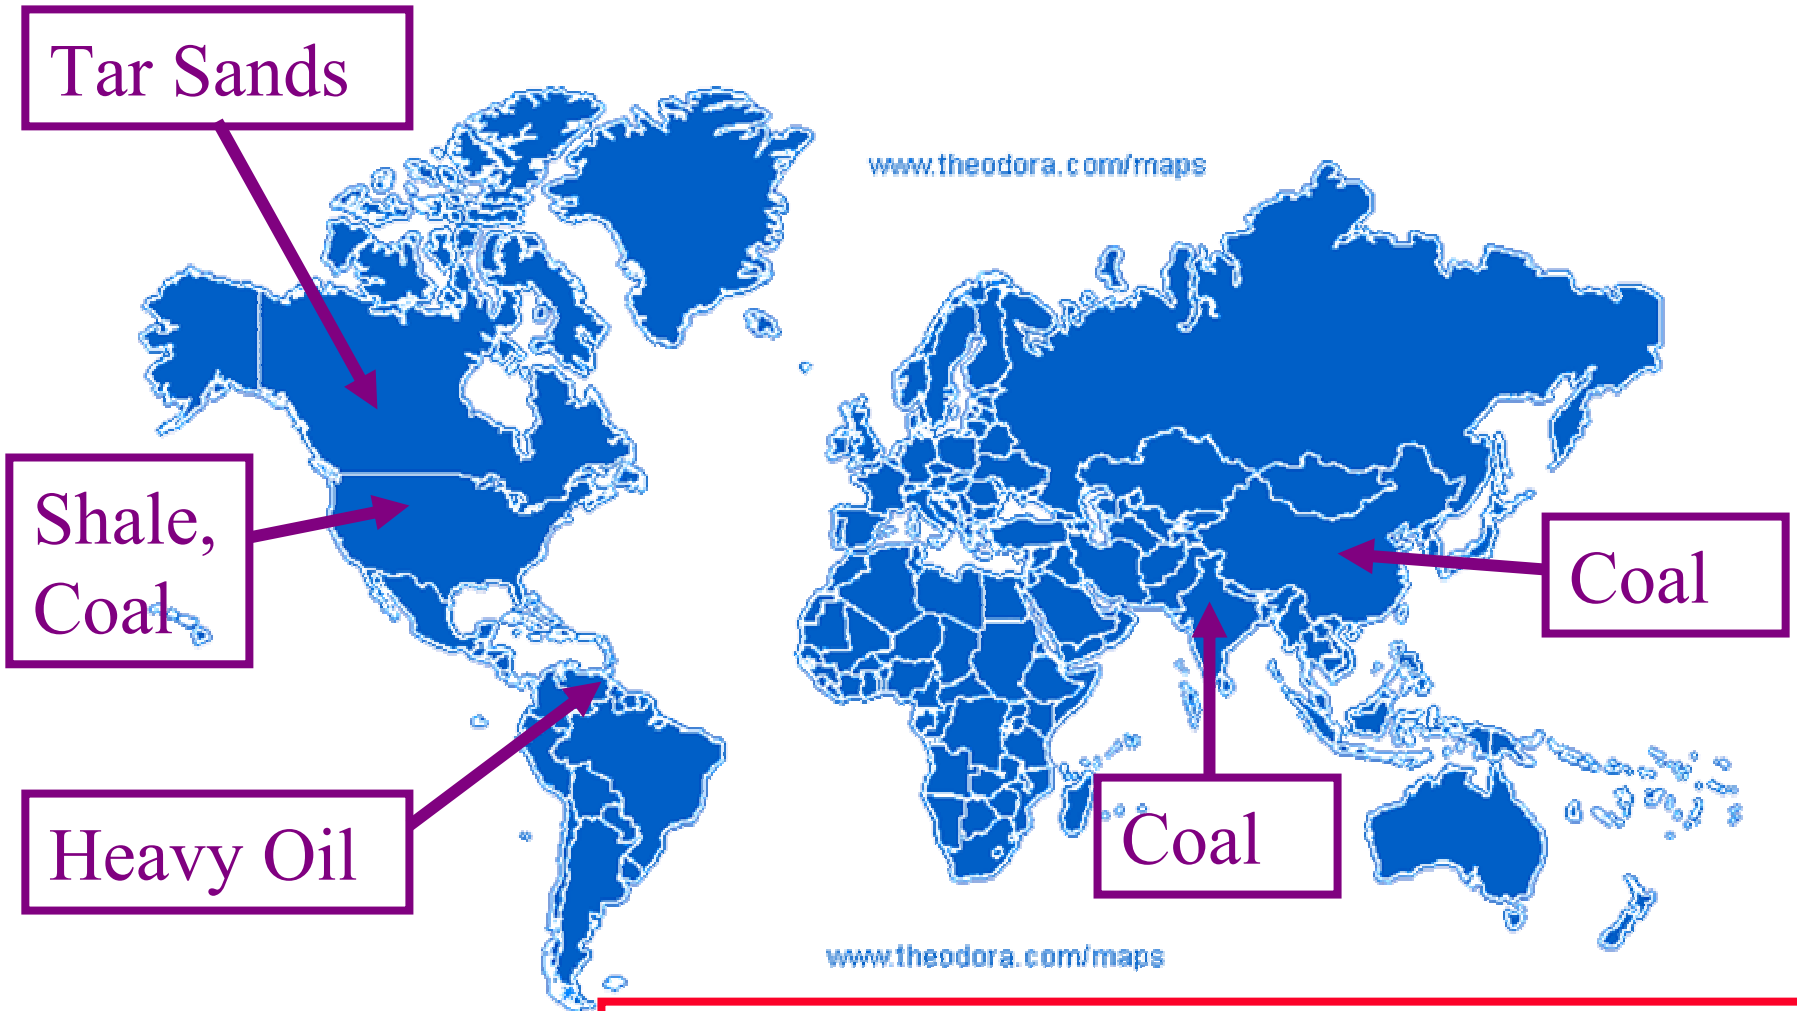 Tar Sands
www.theodora.com/maps
Shale,
Coal
Coal
Heavy Oil
Coal
www.theodora.com/maps